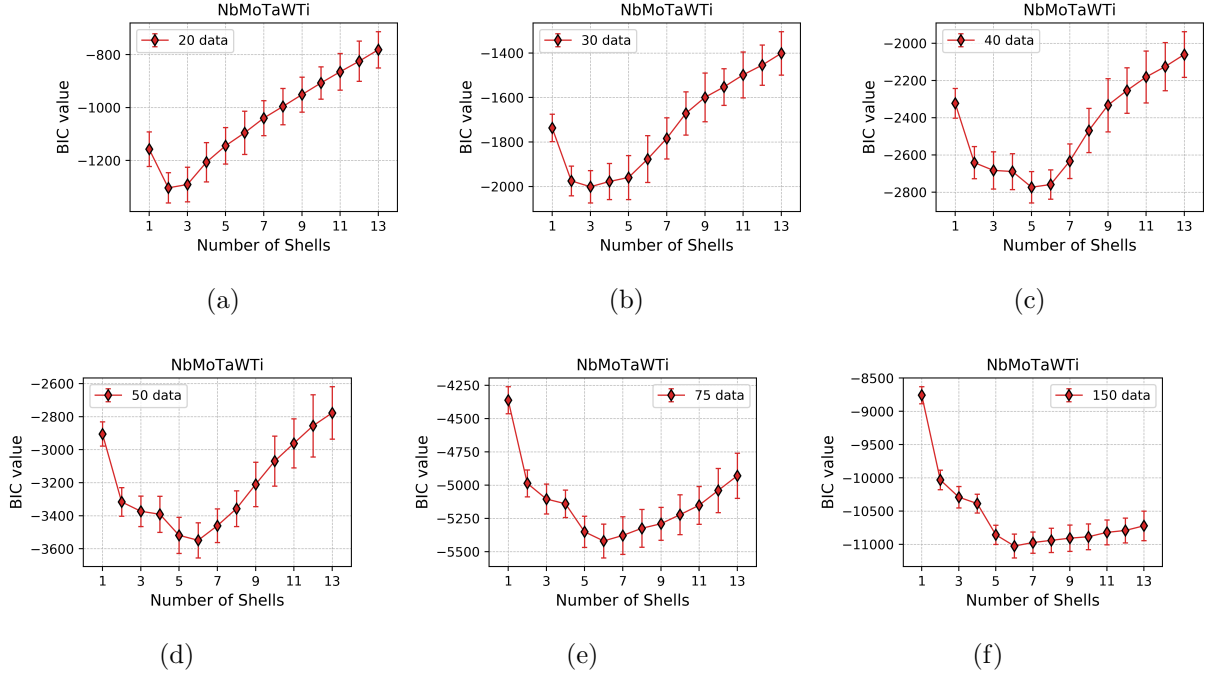 NbMoTaWTi
20 data
BIC value
−800
−1000
−1200
1 3 5 7 9 11 13
Number of Shells
(a)
NbMoTaWTi
30 data
BIC value
−1400
−1600
−1800
−2000
1 3 5 7 9 11 13
Number of Shells
(b)
NbMoTaWTi
40 data
BIC value
−2000
−2200
−2400
−2600
−2800
1 3 5 7 9 11 13
Number of Shells
(c)
NbMoTaWTi
50 data
BIC value
−2600
−2800
−3000
−3200
−3400
−3600
1 3 5 7 9 11 13
Number of Shells
(d)
NbMoTaWTi
75 data
BIC value
−4250
−4500
−4750
−5000
−5250
−5500
1 3 5 7 9 11 13
Number of Shells
(e)
NbMoTaWTi
150 data
BIC value
−8500
−9000
−9500
−10000
−10500
−11000
1 3 5 7 9 11 13
Number of Shells
(f)